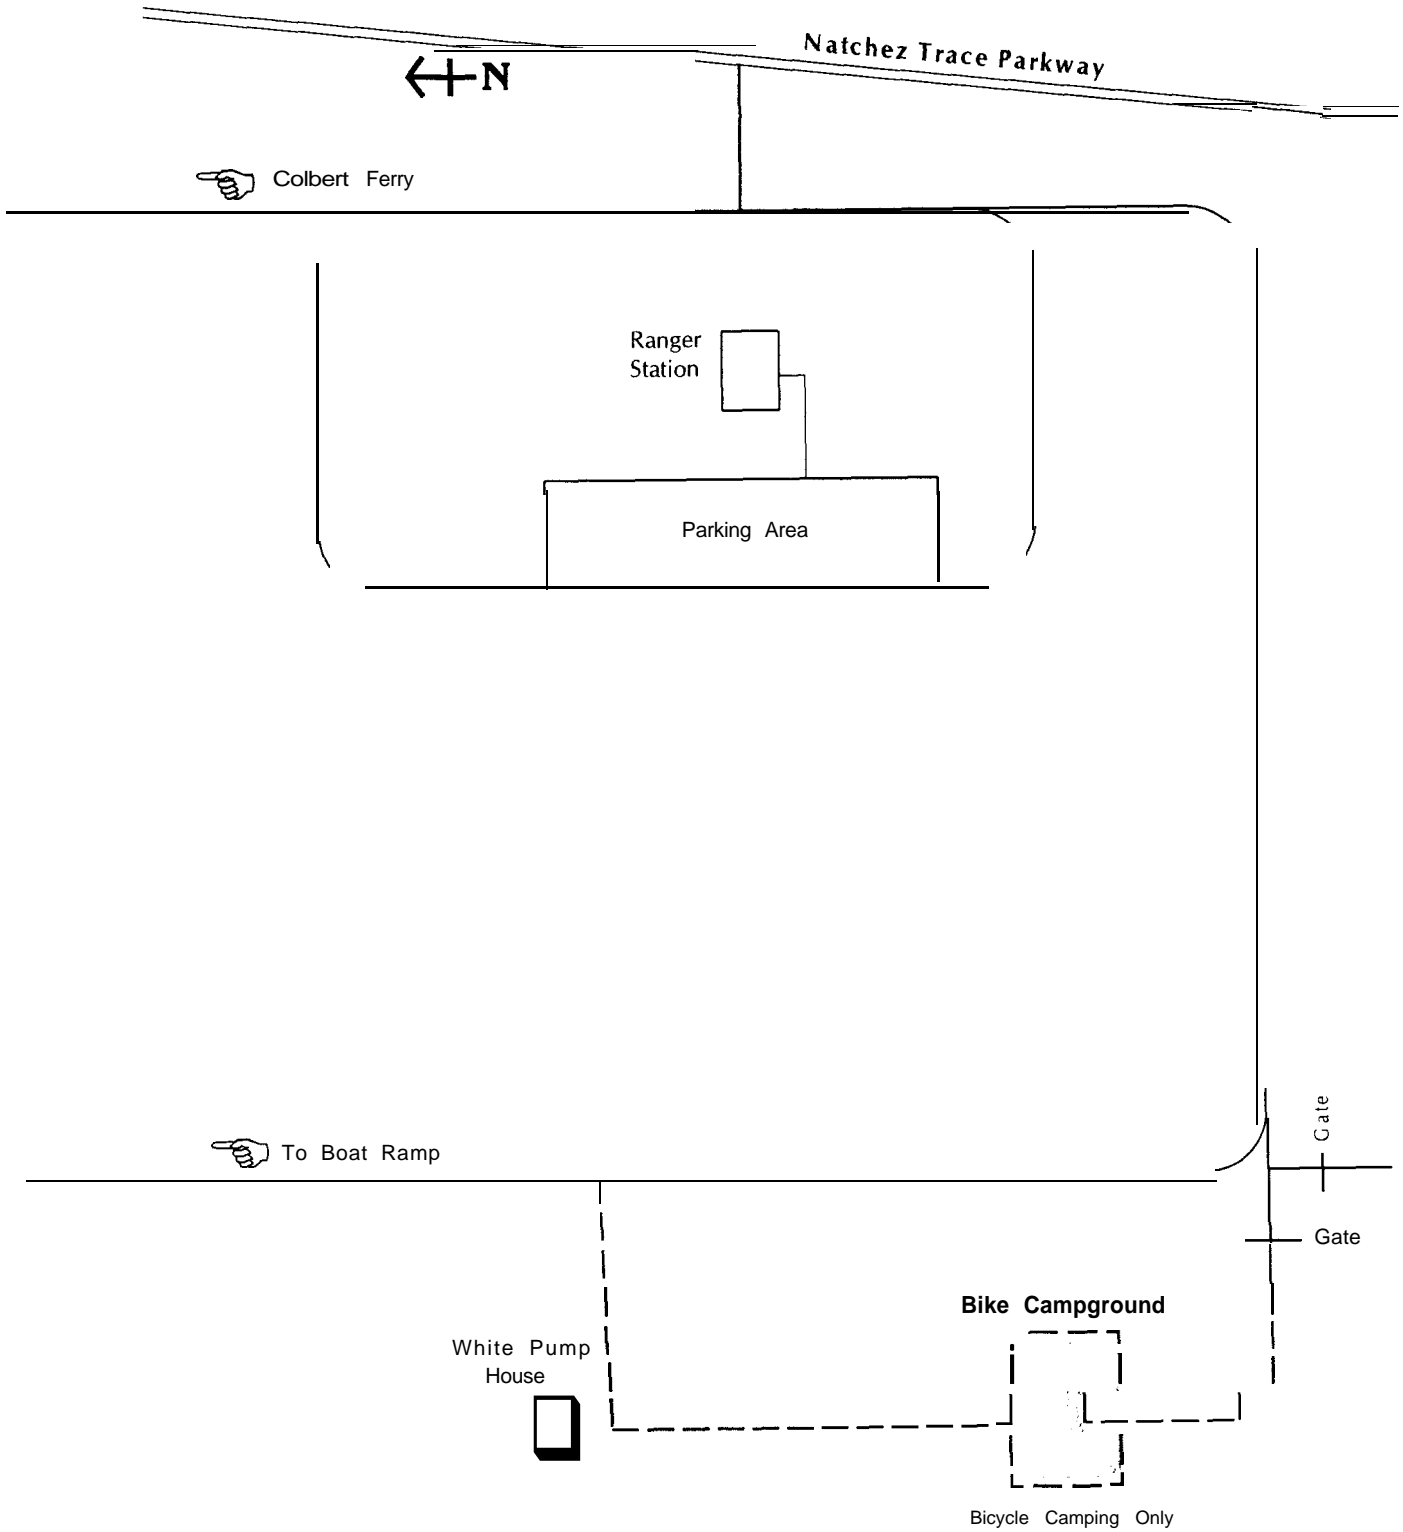 Natchez Trace Parkway
N
Colbert Ferry
Ranger
Station
Parking Area
Gate
To Boat Ramp
Gate
Bike Campground
White Pump
House
Bicycle Camping Only